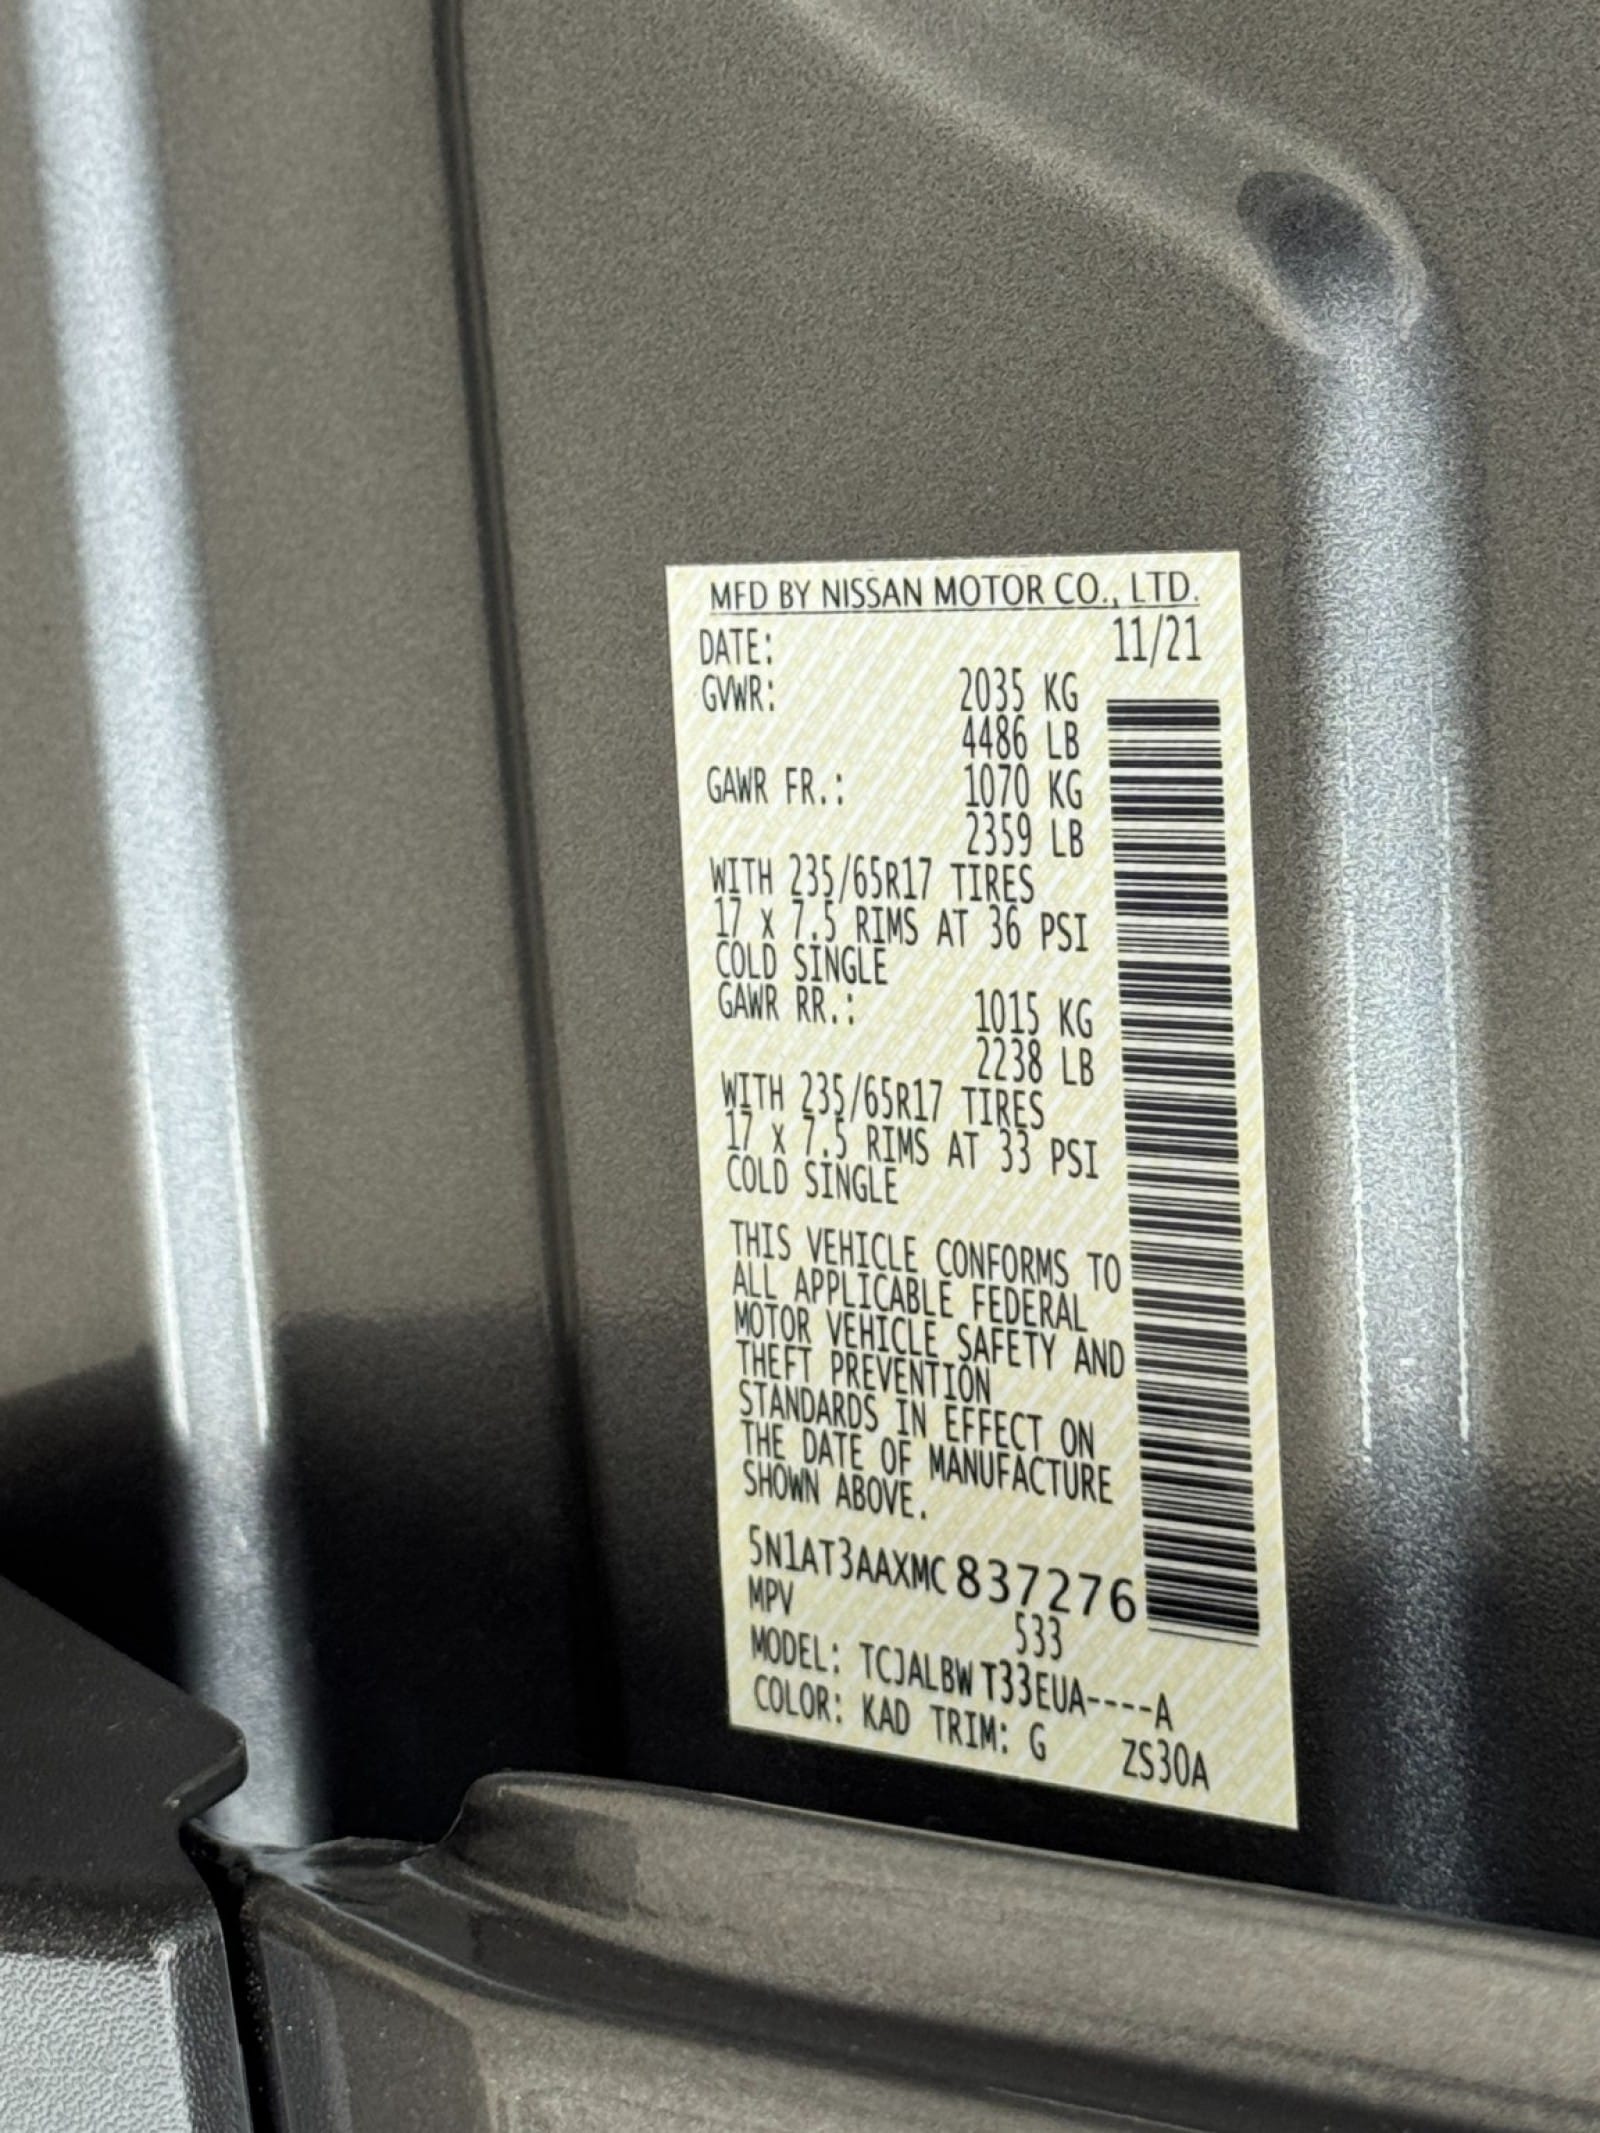 MFD BY NISSAN MOTOR CO., LTD.
DATE: 11/21
GVWR: 2035 KG
4486 LB
GAWR FR.: 1070 KG
2359 LB
WITH 235/65R17 TIRES
17 x 7.5 RIMS AT 36 PSI
COLD SINGLE
GAWR RR.: 1015 KG
2238 LB
WITH 235/65R17 TIRES
17 x 7.5 RIMS AT 33 PSI
COLD SINGLE
THIS VEHICLE CONFORMS TO
ALL APPLICABLE FEDERAL
MOTOR VEHICLE SAFETY AND
THEFT PREVENTION
STANDARDS IN EFFECT ON
THE DATE OF MANUFACTURE
SHOWN ABOVE.
5N1AT3AAXMC837276
MPV 533
MODEL: TCJALBW T33EUA----A
COLOR: KAD TRIM: G ZS30A